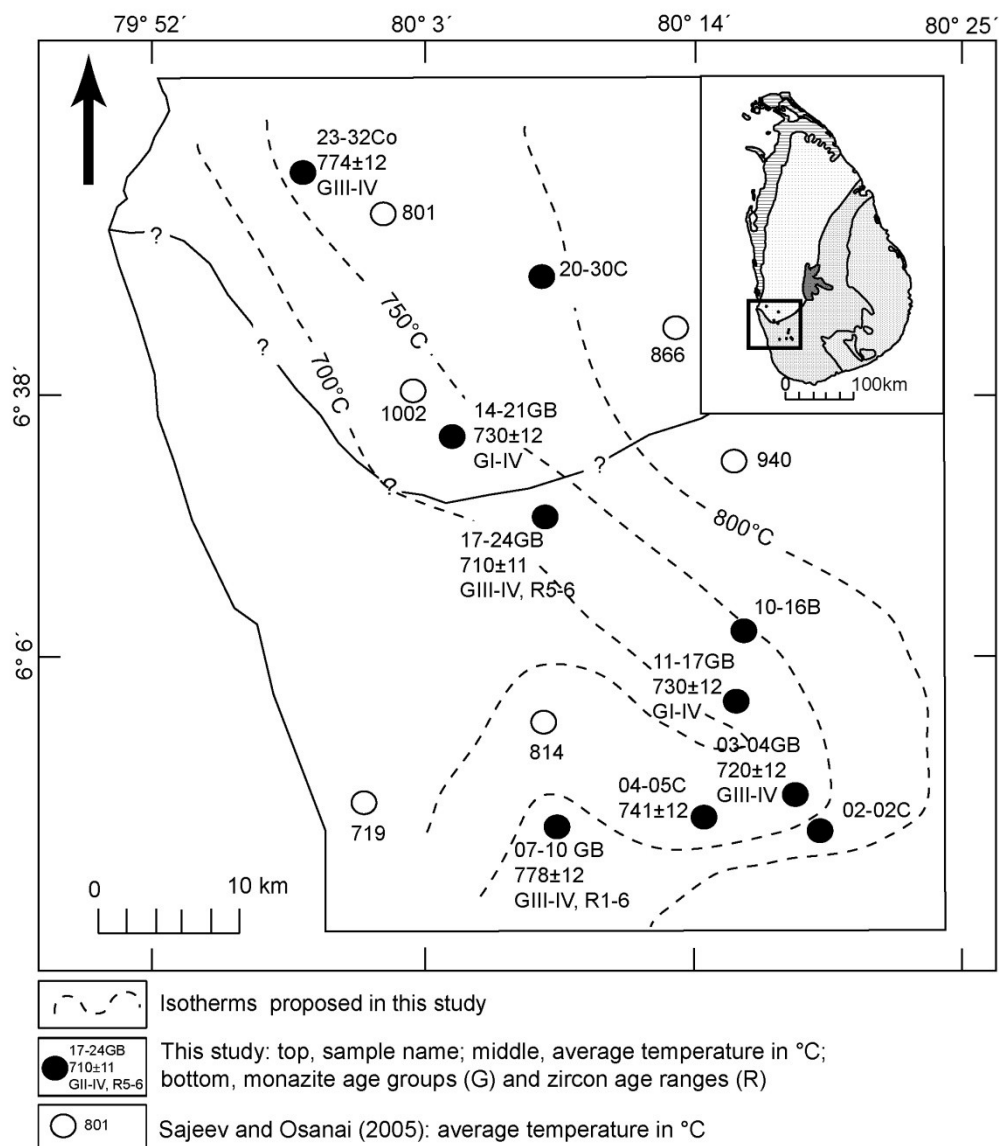 79° 52´
80° 3´
80° 14´
80° 25´
23-32Co
774±12
GIII-IV
801
20-30C
866
0
100km
?
?
750°C
700°C
6° 38´
1002
14-21GB
730±12
GI-IV
?
?
940
800°C
17-24GB
710±11
GIII-IV, R5-6
10-16B
6° 6´
11-17GB
730±12
GI-IV
814
03-04GB
720±12
GIII-IV
719
04-05C
741±12
02-02C
07-10 GB
778±12
GIII-IV, R1-6
0
10 km
Isotherms proposed in this study
17-24GB
710±11
GII-IV, R5-6
This study: top, sample name; middle, average temperature in °C;
bottom, monazite age groups (G) and zircon age ranges (R)
801
Sajeev and Osanai (2005): average temperature in °C